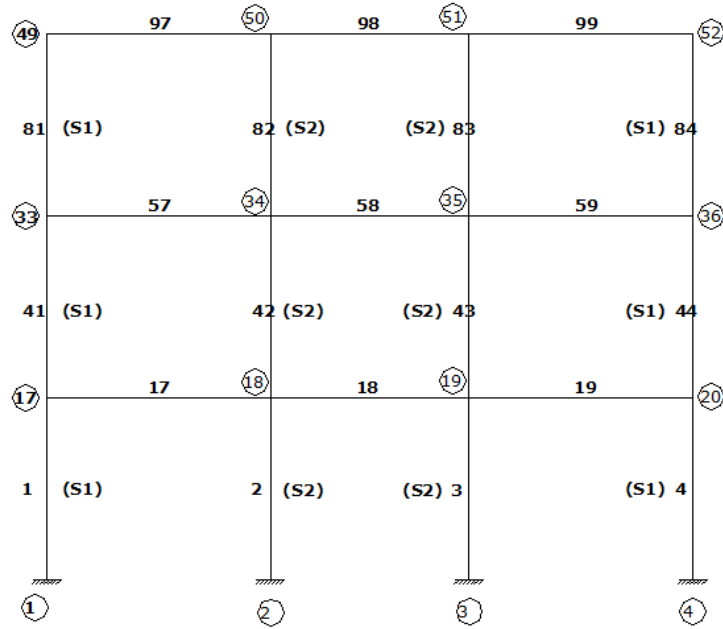 97 98 99
49 50 51 52
81 (S1) 82 (S2) (S2) 83 (S1) 84
57 58 59
33 34 35 36
41 (S1) 42 (S2) (S2) 43 (S1) 44
17 18 19
17 18 19 20
1 (S1) 2 (S2) (S2) 3 (S1) 4
1 2 3 4